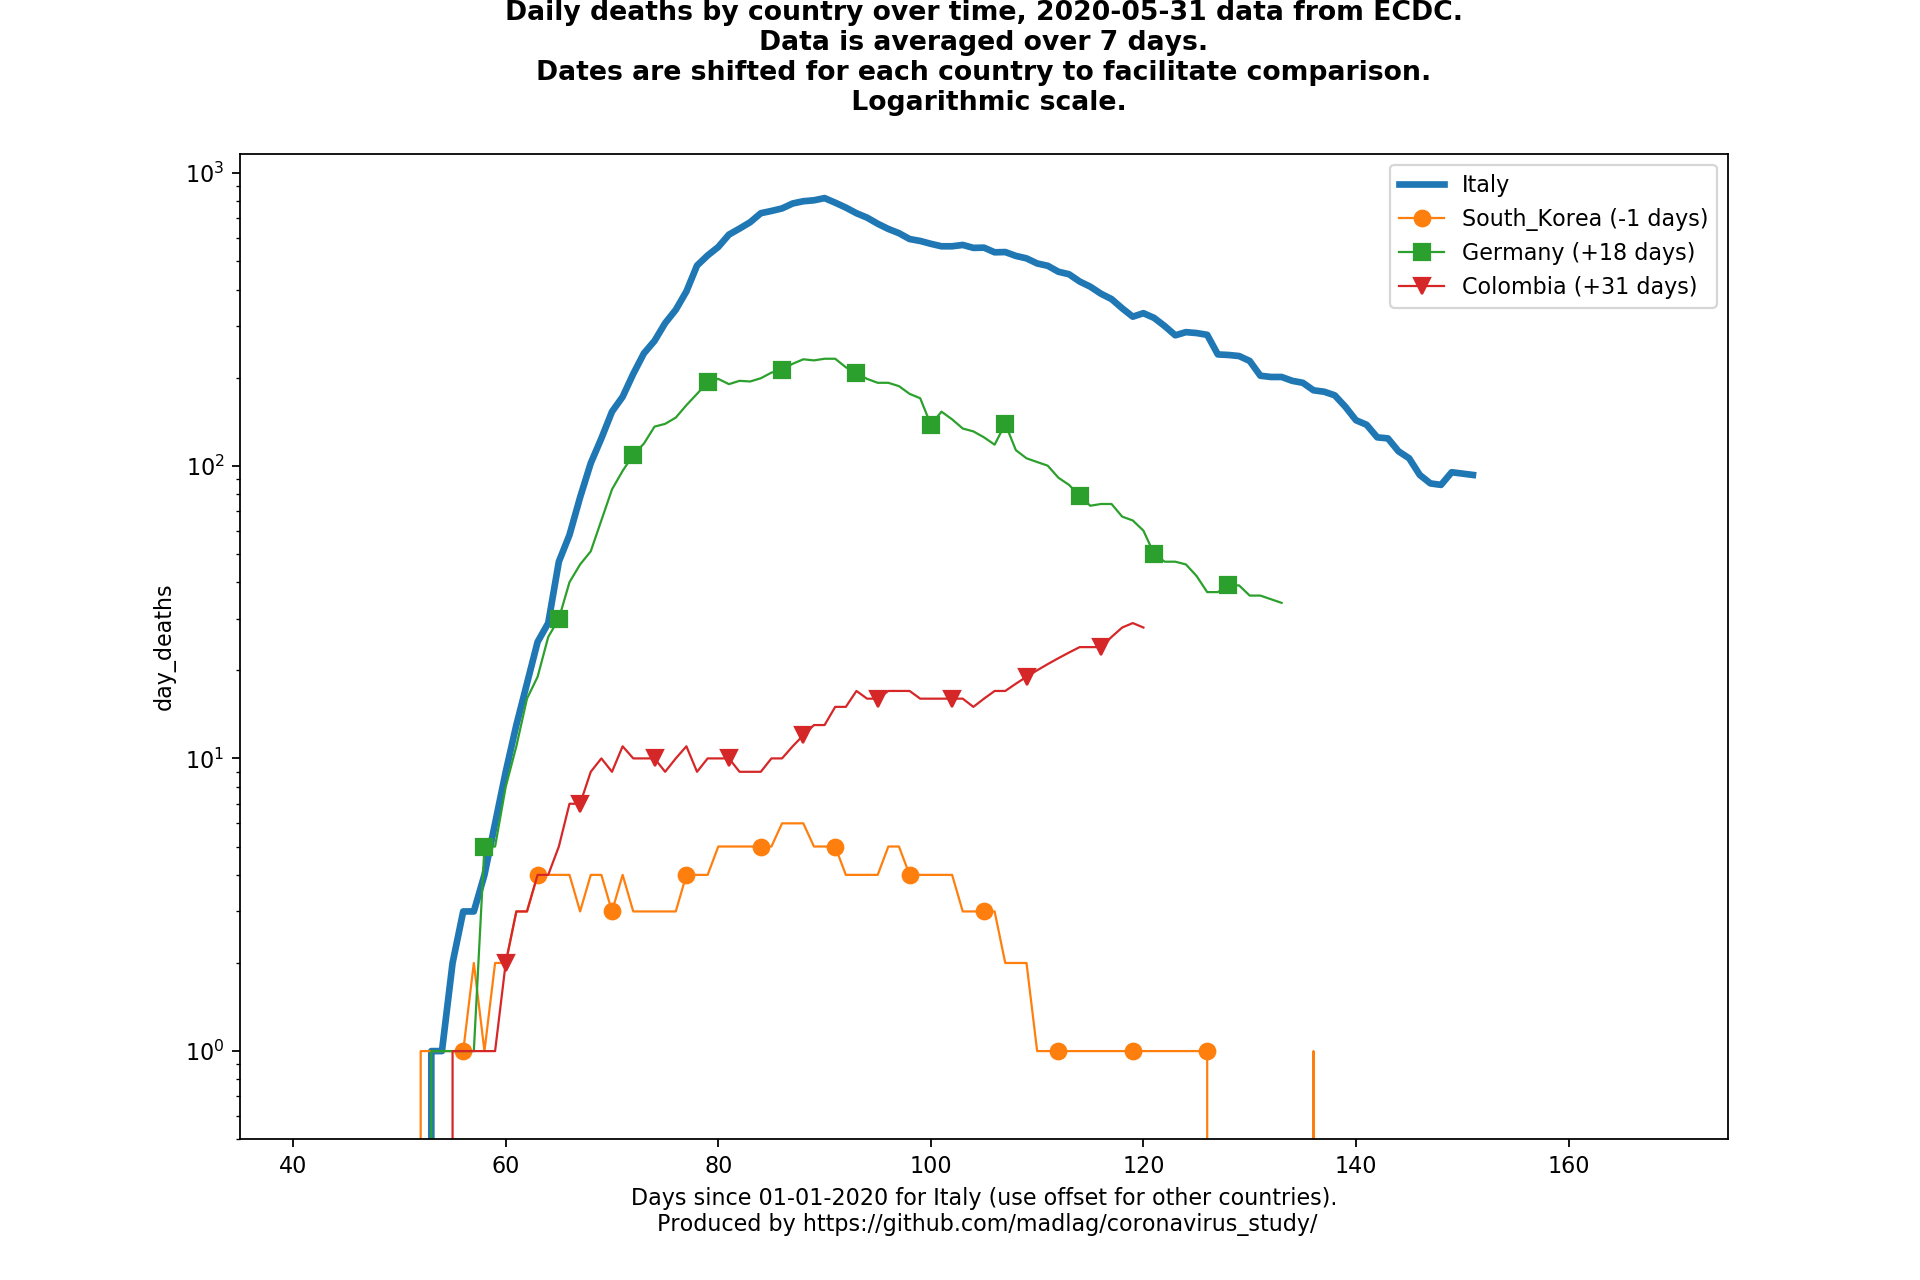 Daily deaths by country over time, 2020-05-31 data from ECDC.
Data is averaged over 7 days.
Dates are shifted for each country to facilitate comparison.
Logarithmic scale.
10³
10²
10¹
10⁰
day_deaths
Italy
South_Korea (-1 days)
Germany (+18 days)
Colombia (+31 days)
40 60 80 100 120 140 160
Days since 01-01-2020 for Italy (use offset for other countries).
Produced by https://github.com/madlag/coronavirus_study/